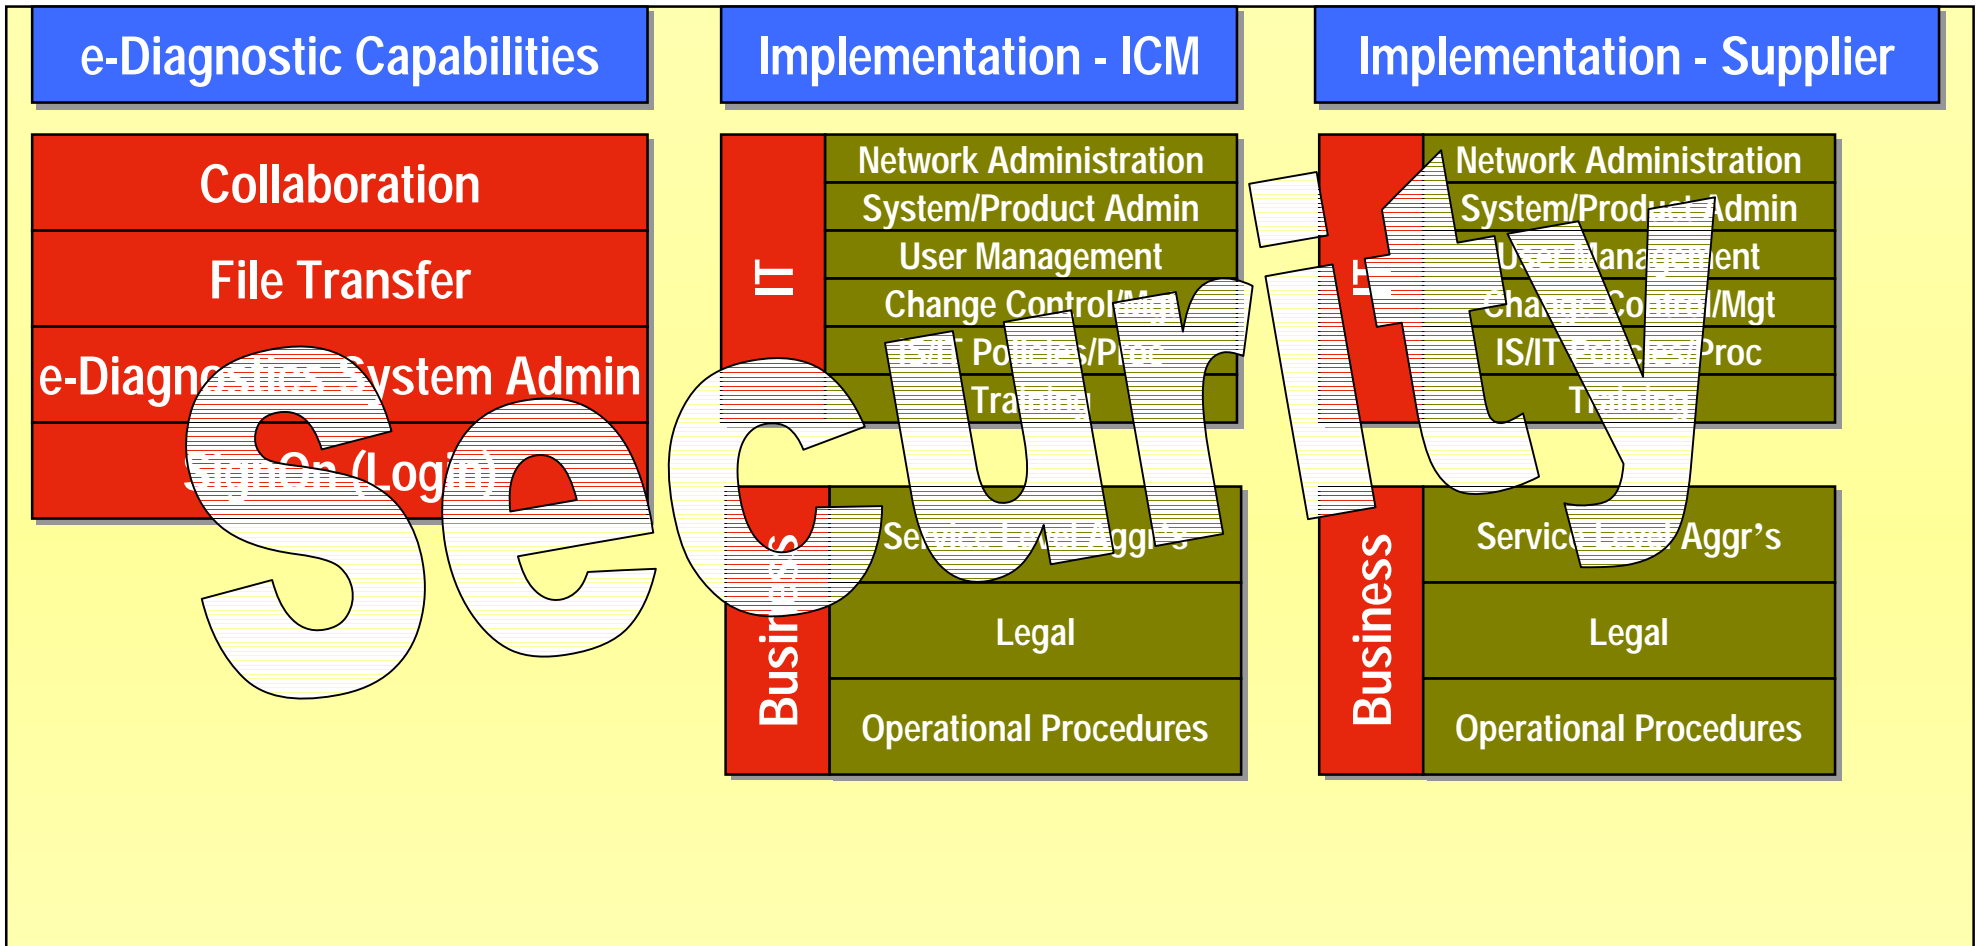 e-Diagnostic Capabilities
Collaboration
File Transfer
e-Diagnostics System Admin
SignOn (Login)
Implementation - ICM
IT
Network Administration
System/Product Admin
User Management
Change Control/Mgt
IS/IT Policies/Proc
Training
Business
Service Level Aggr's
Legal
Operational Procedures
Implementation - Supplier
IT
Network Administration
System/Product Admin
User Management
Change Control/Mgt
IS/IT Policies/Proc
Training
Business
Service Level Aggr’s
Legal
Operational Procedures
Security